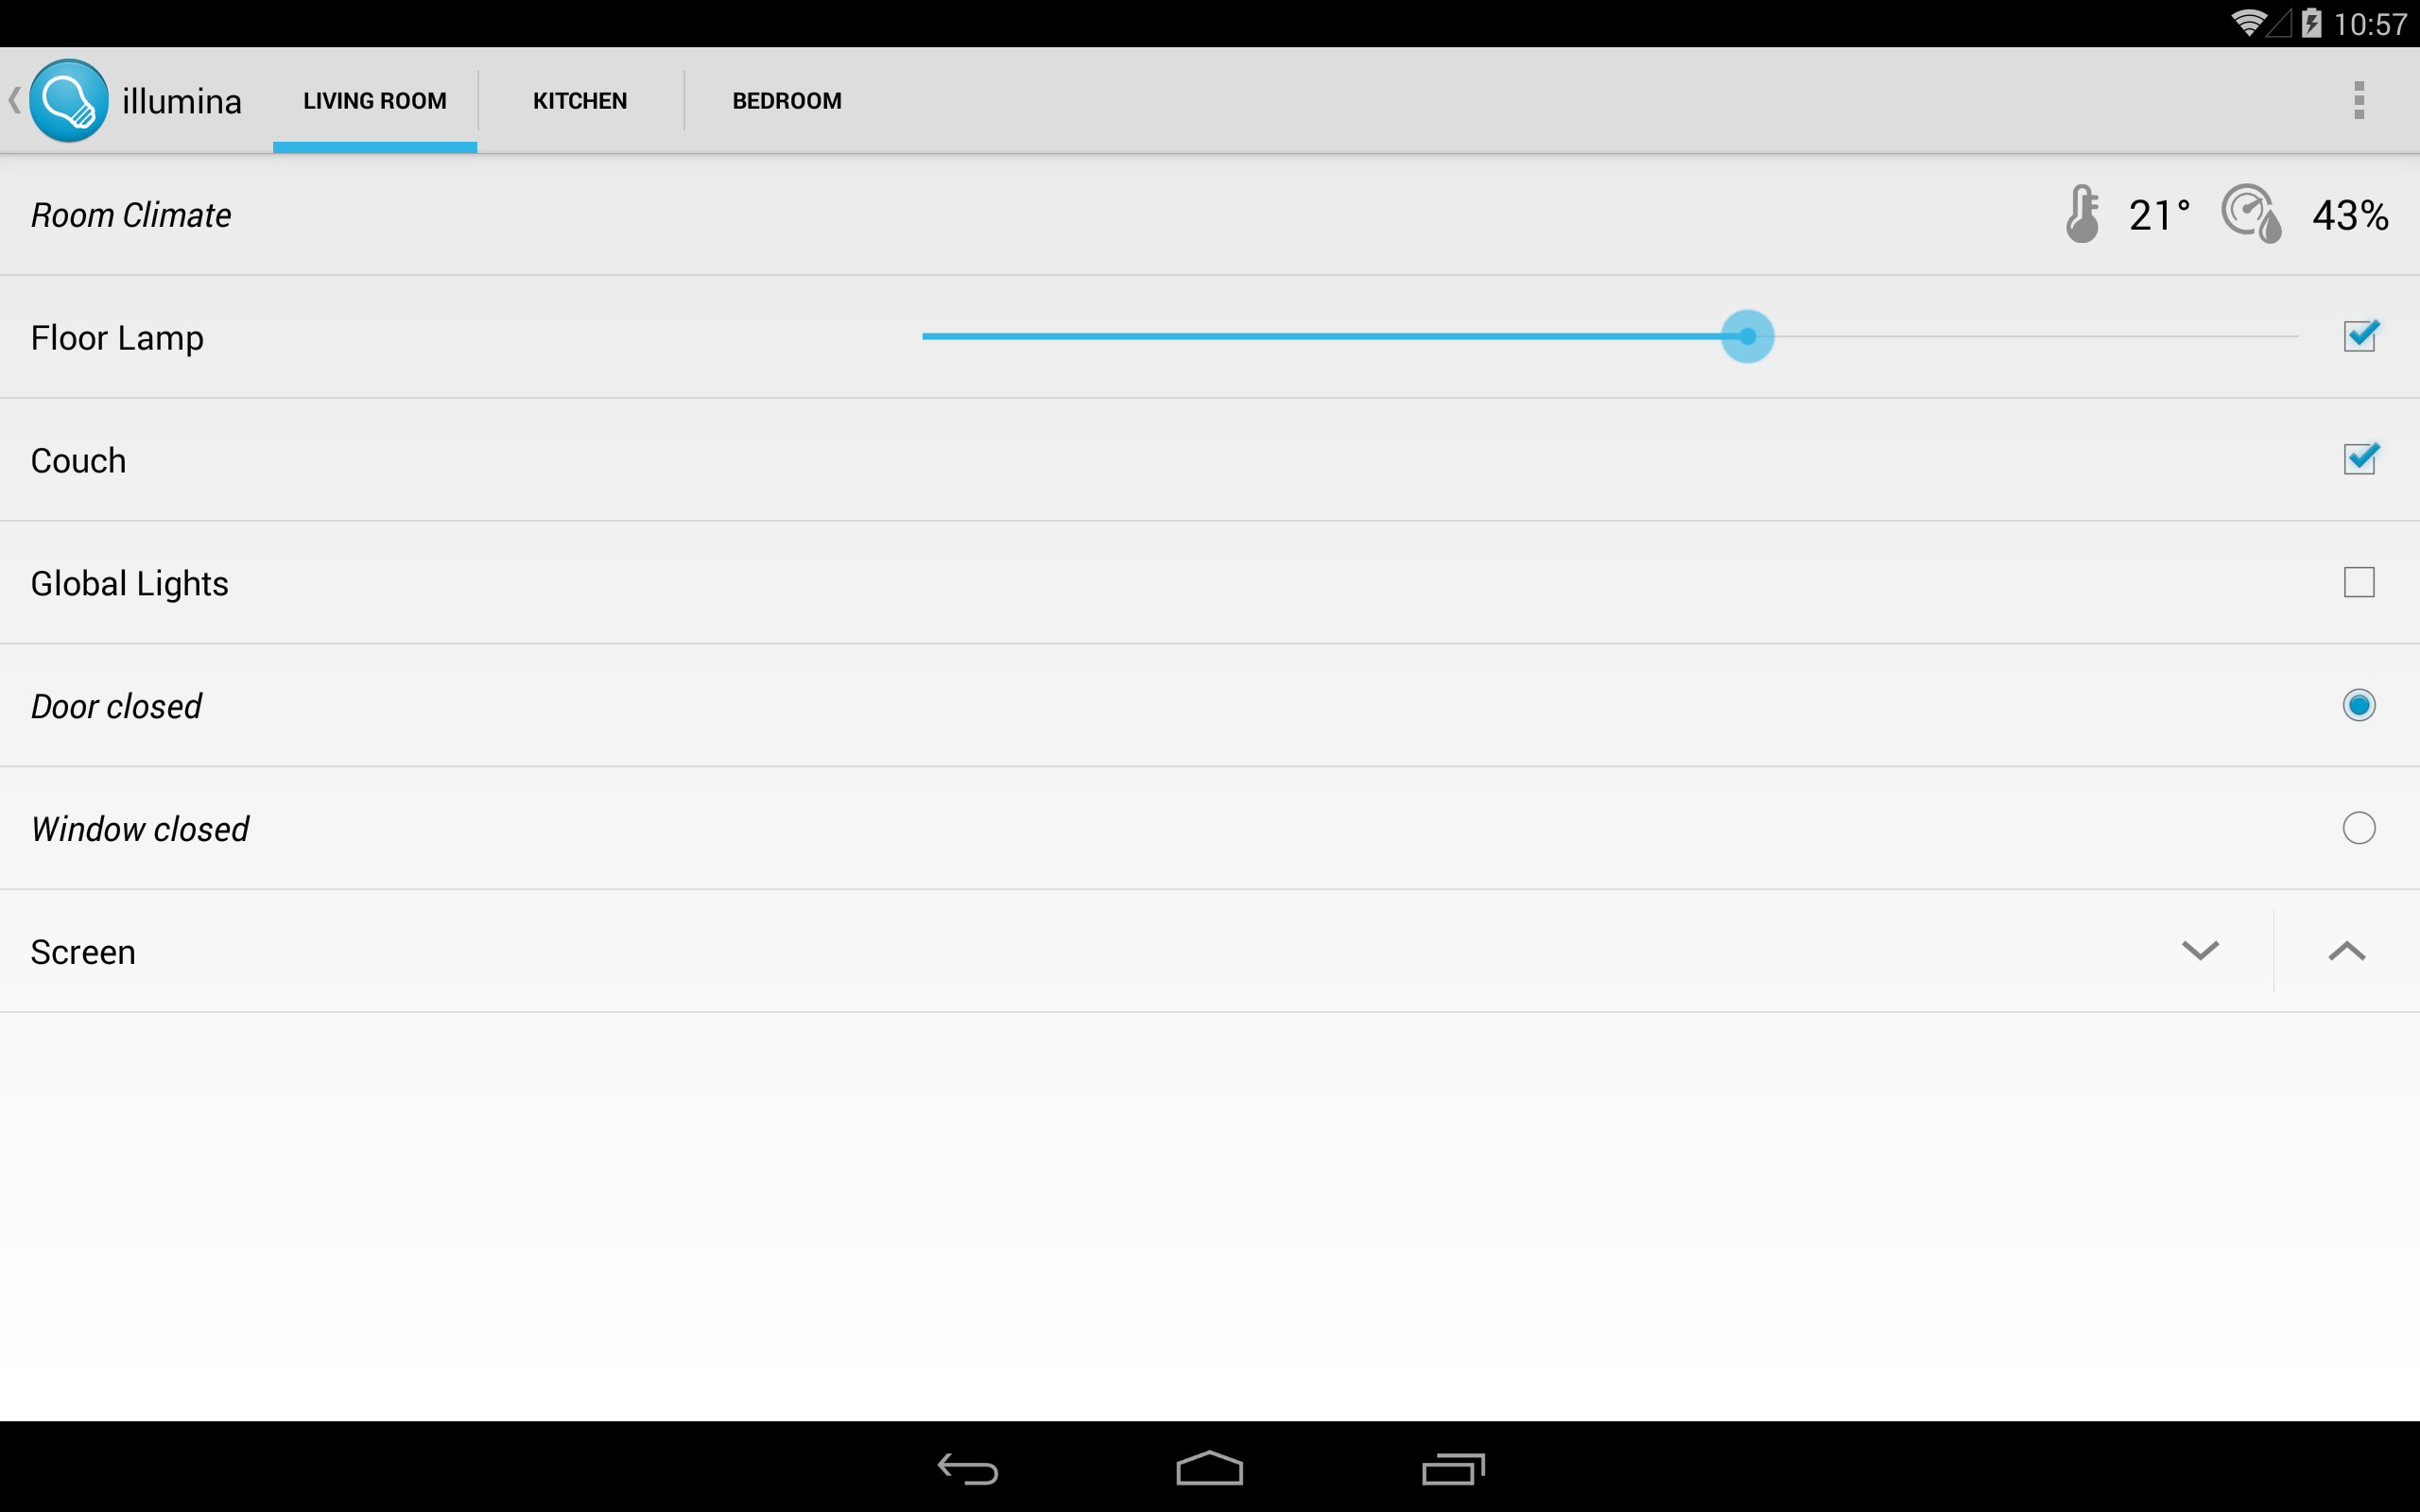 10:57
illumina LIVING ROOM KITCHEN BEDROOM
Room Climate 21° 43%
Floor Lamp
Couch
Global Lights
Door closed
Window closed
Screen